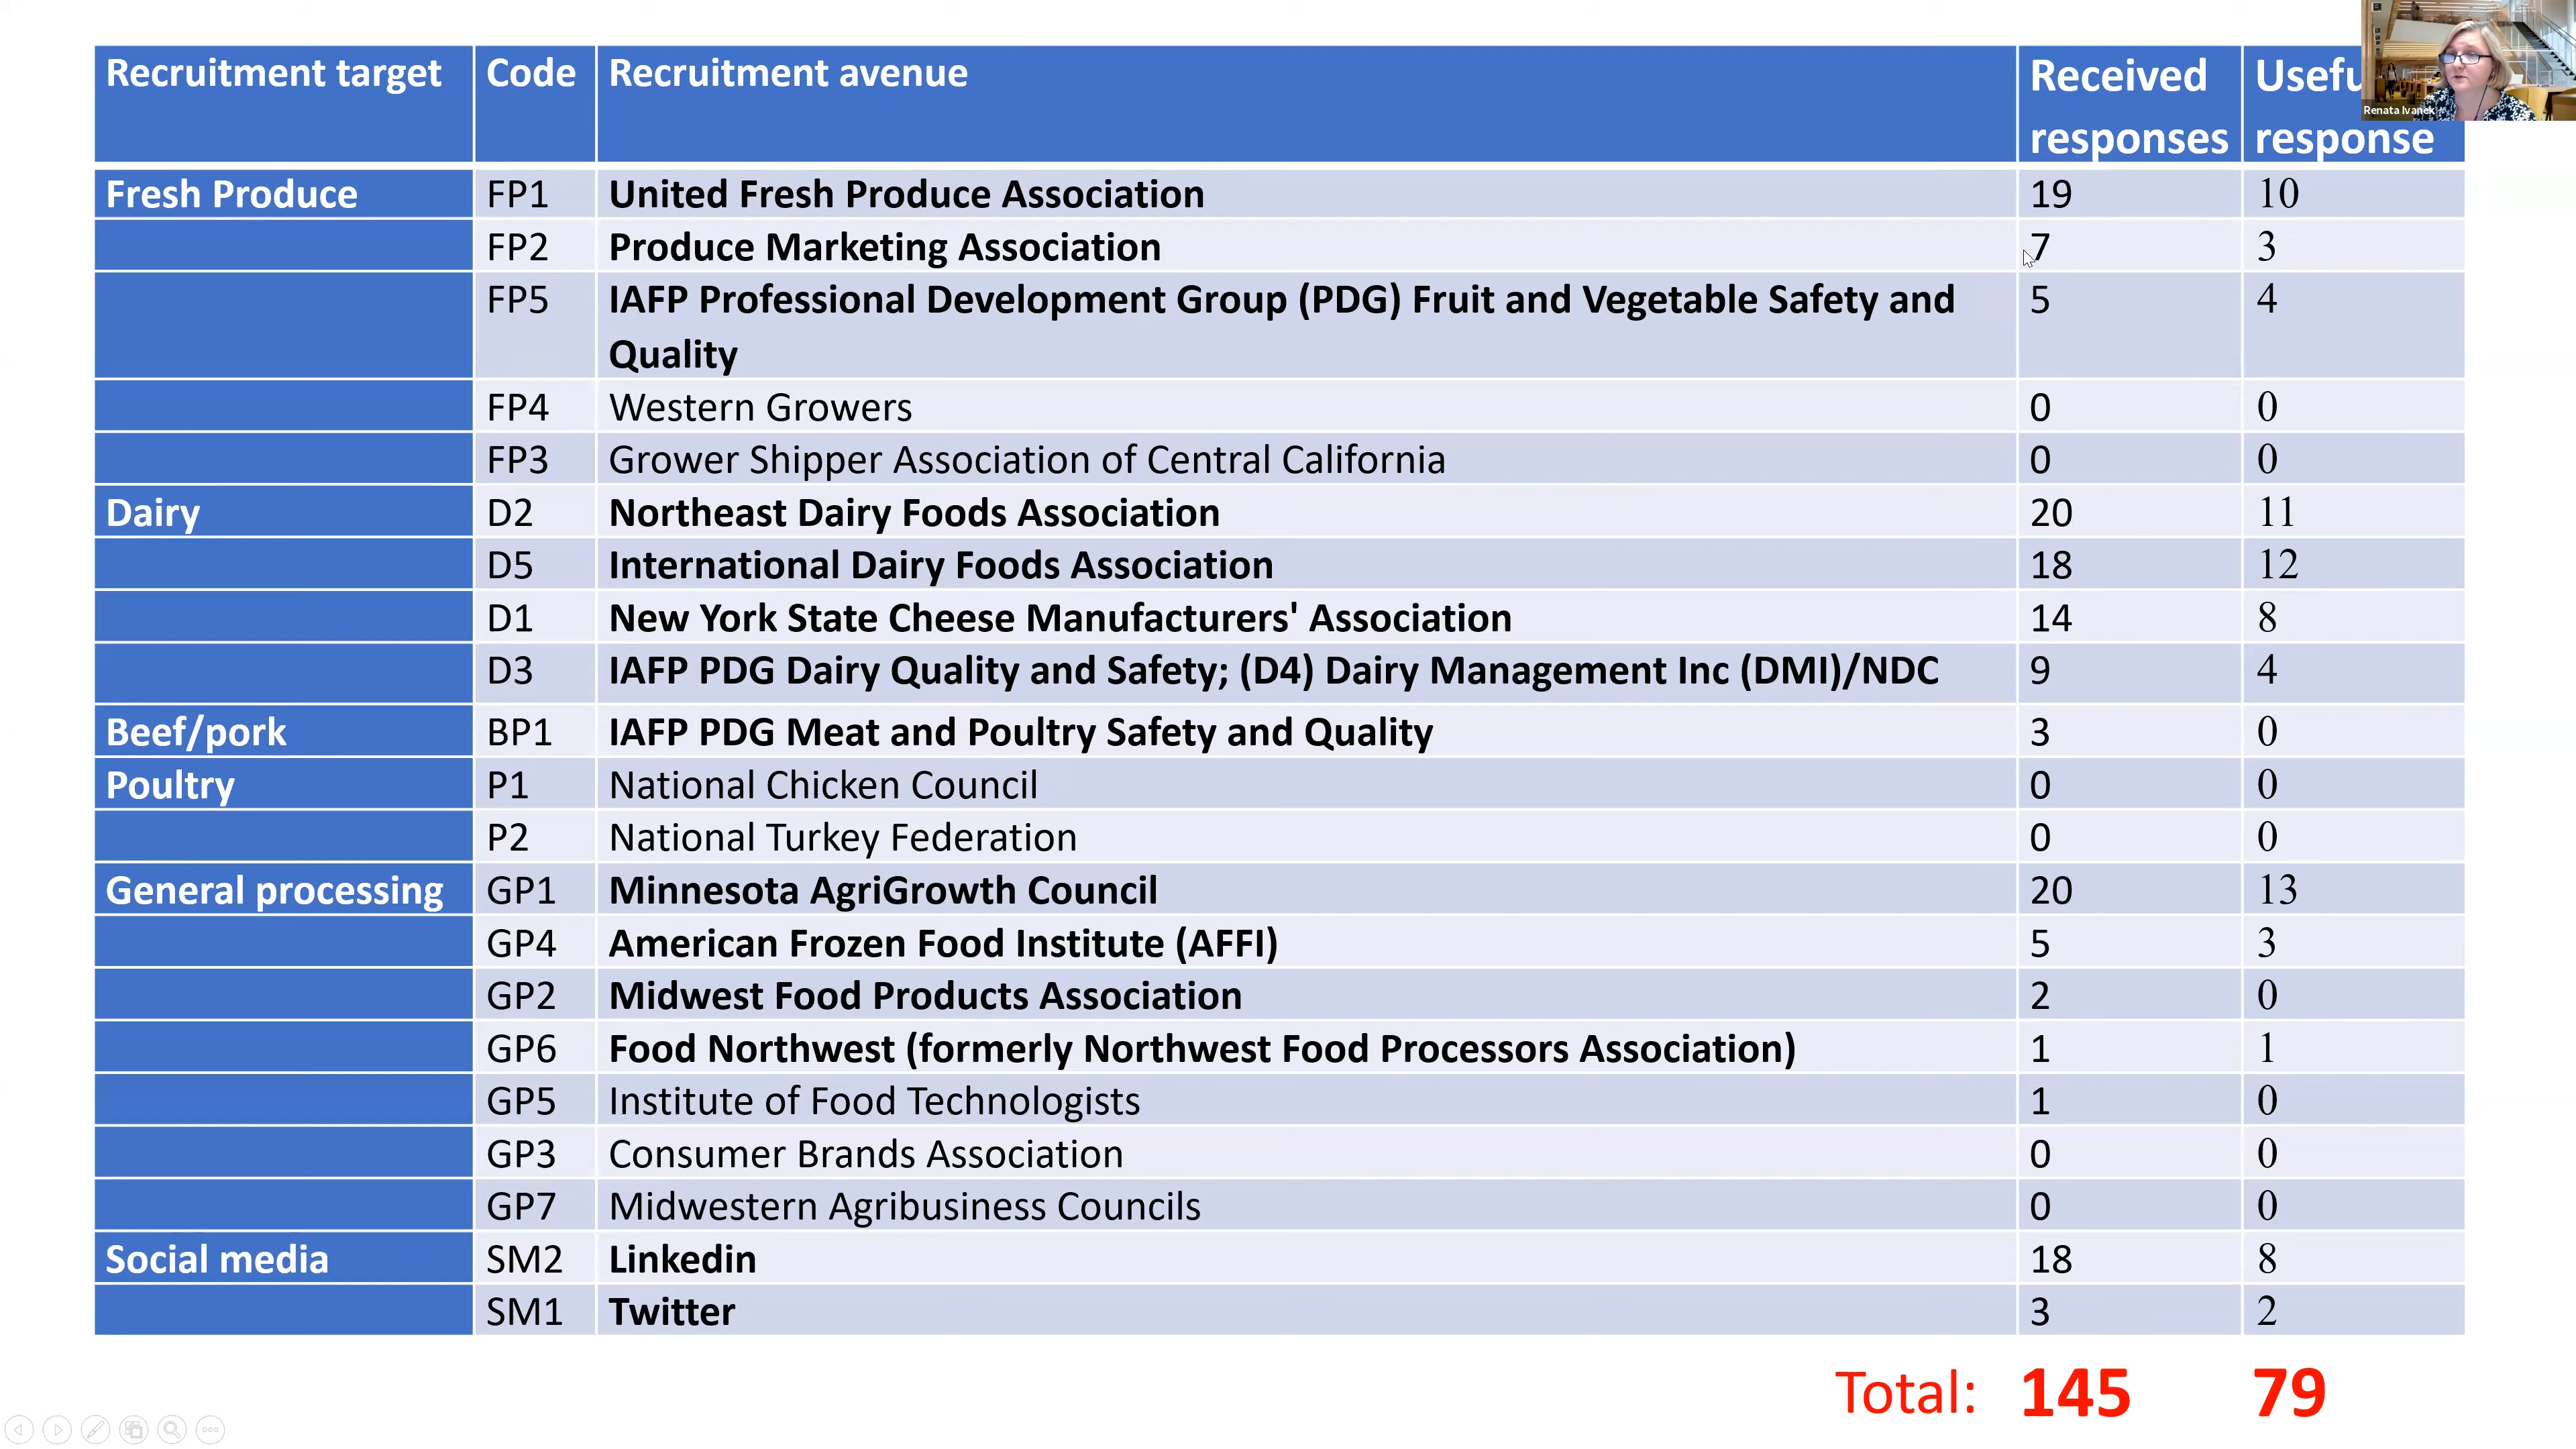 Recruitment target Code Recruitment avenue Received responses Usefu response
Renata Ivanek
Fresh Produce FP1 United Fresh Produce Association 19 10
FP2 Produce Marketing Association 7 3
FP5 IAFP Professional Development Group (PDG) Fruit and Vegetable Safety and 5 4
Quality
FP4 Western Growers 0 0
FP3 Grower Shipper Association of Central California 0 0
Dairy D2 Northeast Dairy Foods Association 20 11
D5 International Dairy Foods Association 18 12
D1 New York State Cheese Manufacturers' Association 14 8
D3 IAFP PDG Dairy Quality and Safety; (D4) Dairy Management Inc (DMI)/NDC 9 4
Beef/pork BP1 IAFP PDG Meat and Poultry Safety and Quality 3 0
Poultry P1 National Chicken Council 0 0
P2 National Turkey Federation 0 0
General processing GP1 Minnesota AgriGrowth Council 20 13
GP4 American Frozen Food Institute (AFFI) 5 3
GP2 Midwest Food Products Association 2 0
GP6 Food Northwest (formerly Northwest Food Processors Association) 1 1
GP5 Institute of Food Technologists 1 0
GP3 Consumer Brands Association 0 0
GP7 Midwestern Agribusiness Councils 0 0
Social media SM2 Linkedin 18 8
SM1 Twitter 3 2
Total: 145 79